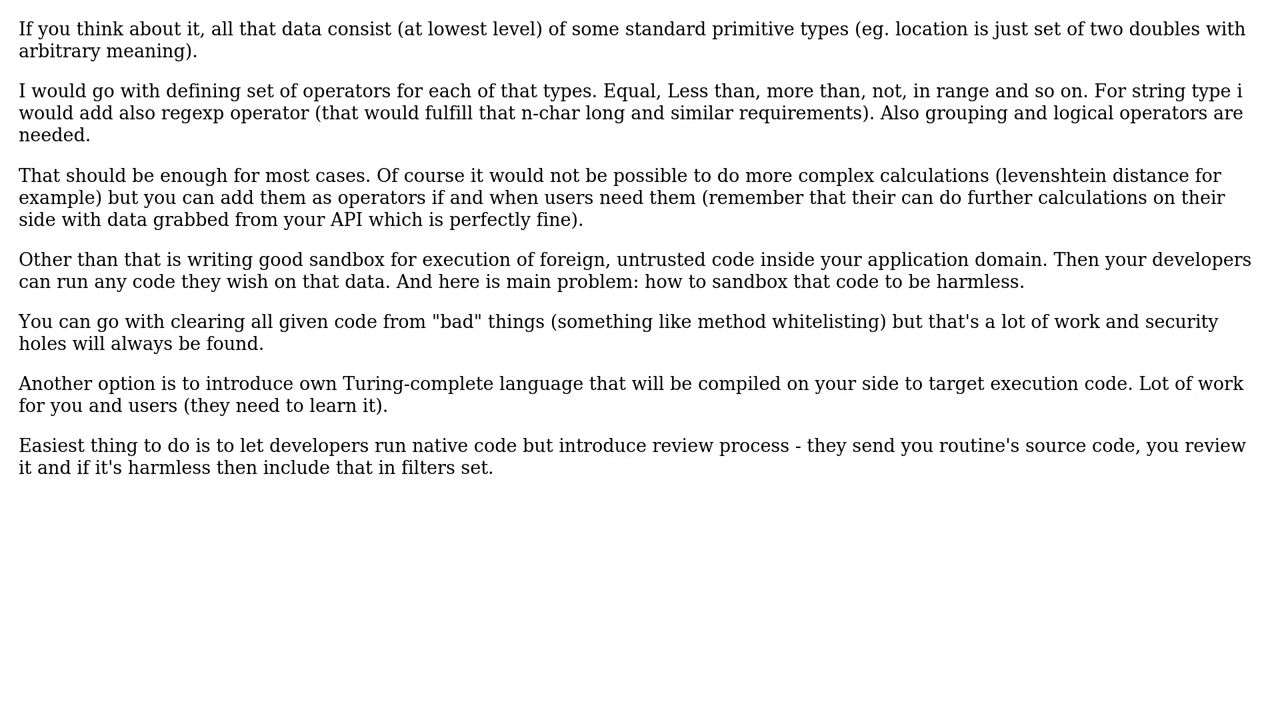 If you think about it, all that data consist (at lowest level) of some standard primitive types (eg. location is just set of two doubles with
arbitrary meaning).
I would go with defining set of operators for each of that types. Equal, Less than, more than, not, in range and so on. For string type i
would add also regexp operator (that would fulfill that n-char long and similar requirements). Also grouping and logical operators are
needed.
That should be enough for most cases. Of course it would not be possible to do more complex calculations (levenshtein distance for
example) but you can add them as operators if and when users need them (remember that their can do further calculations on their
side with data grabbed from your API which is perfectly fine).
Other than that is writing good sandbox for execution of foreign, untrusted code inside your application domain. Then your developers
can run any code they wish on that data. And here is main problem: how to sandbox that code to be harmless.
You can go with clearing all given code from "bad" things (something like method whitelisting) but that's a lot of work and security
holes will always be found.
Another option is to introduce own Turing-complete language that will be compiled on your side to target execution code. Lot of work
for you and users (they need to learn it).
Easiest thing to do is to let developers run native code but introduce review process - they send you routine's source code, you review
it and if it's harmless then include that in filters set.